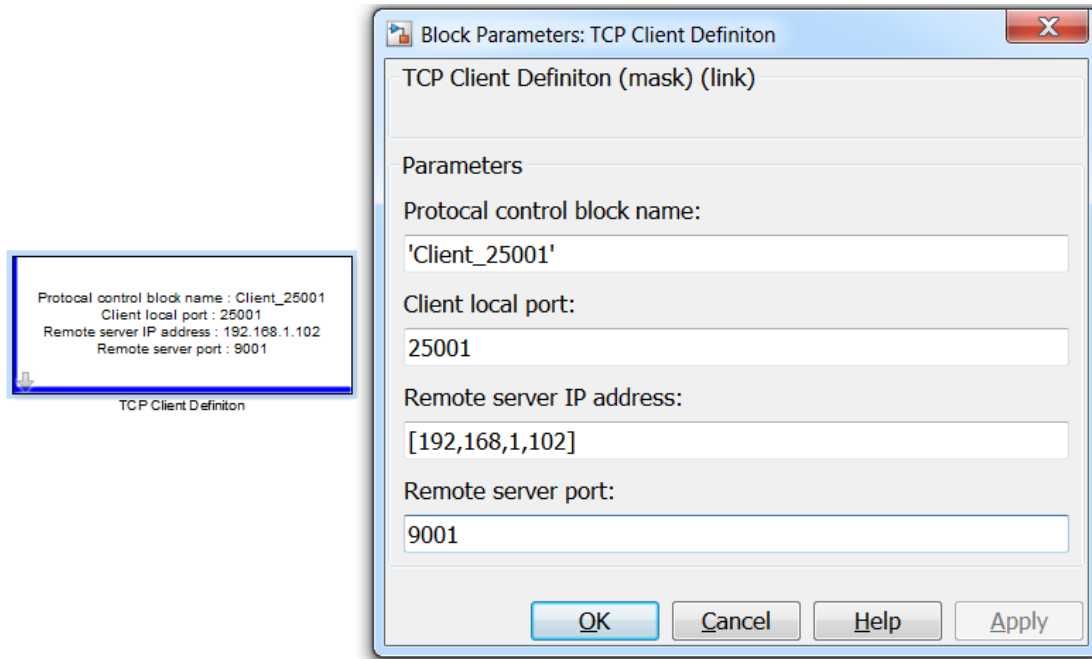 Protocal control block name : Client_25001
Client local port : 25001
Remote server IP address : 192.168.1.102
Remote server port : 9001
TCP Client Definiton
Block Parameters: TCP Client Definiton
TCP Client Definiton (mask) (link)
Parameters
Protocal control block name:
'Client_25001'
Client local port:
25001
Remote server IP address:
[192,168,1,102]
Remote server port:
9001
OK Cancel Help Apply